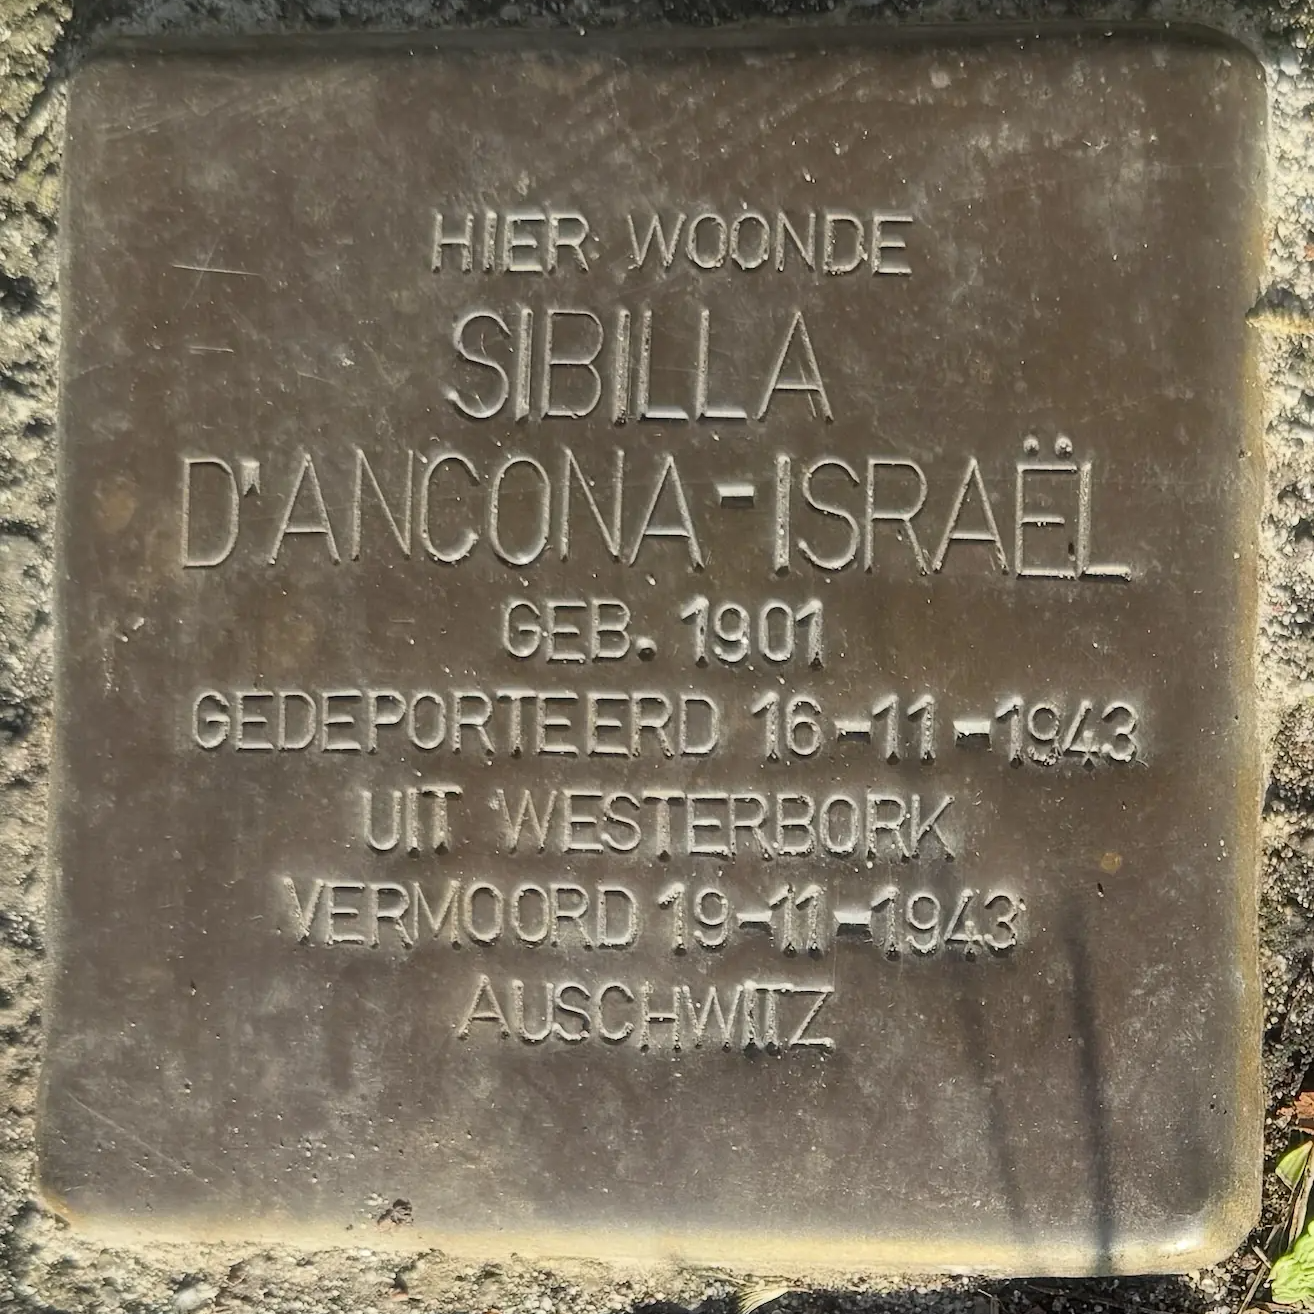 HIER WOONDE
SIBILLA
D'ANCONA-ISRAËL
GEB. 1901
GEDEPORTEERD 16-11-1943
UIT WESTERBORK
VERMOORD 19-11-1943
AUSCHWITZ